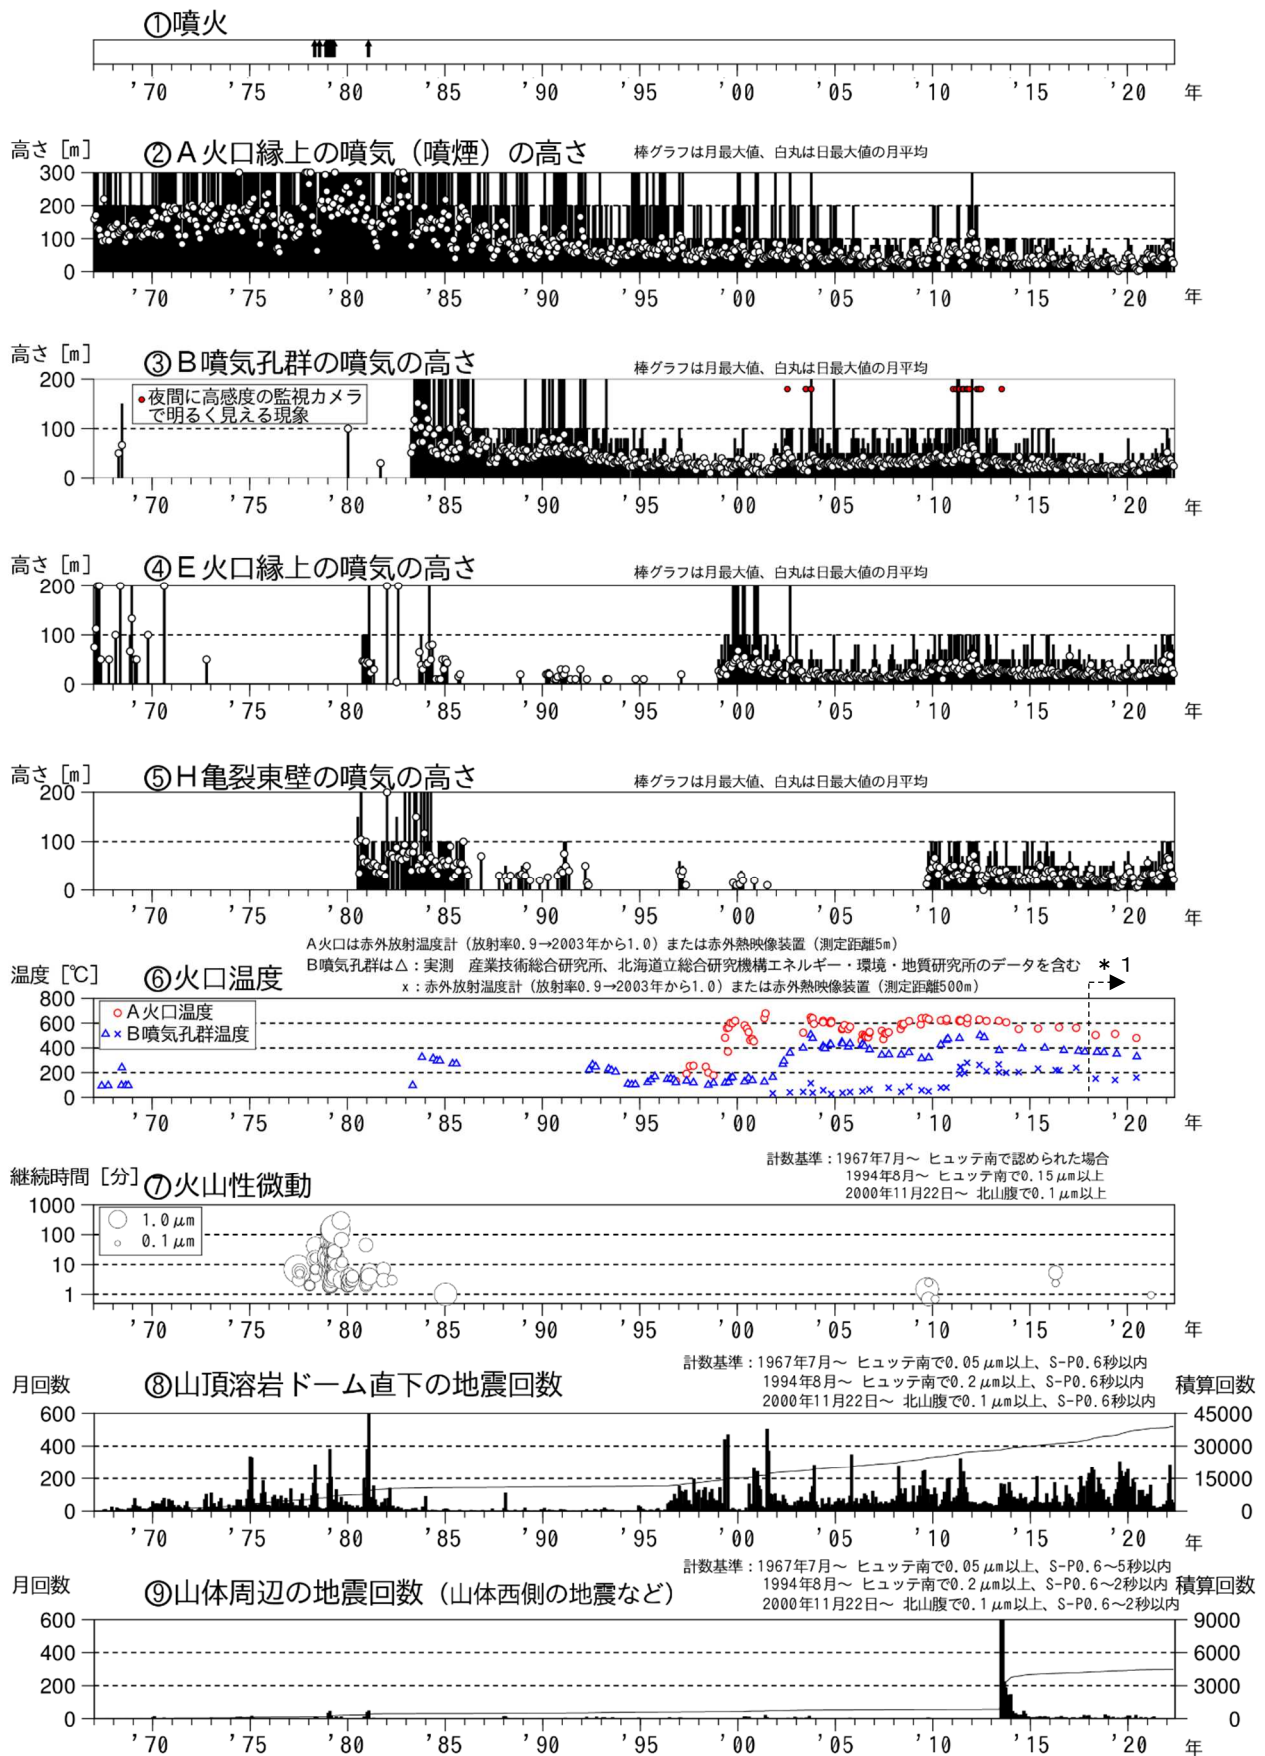 ①噴火
'70 '75 '80 '85 '90 '95 '00 '05 '10 '15 '20 年
高さ [m] ②A火口縁上の噴気（噴煙）の高さ 棒グラフは月最大値、白丸は日最大値の月平均
300
200
100
0
'70 '75 '80 '85 '90 '95 '00 '05 '10 '15 '20 年
高さ [m] ③B噴気孔群の噴気の高さ 棒グラフは月最大値、白丸は日最大値の月平均
200
夜間に高感度の監視カメラ
で明るく見える現象
100
0
'70 '75 '80 '85 '90 '95 '00 '05 '10 '15 '20 年
高さ [m] ④E火口縁上の噴気の高さ 棒グラフは月最大値、白丸は日最大値の月平均
200
100
0
'70 '75 '80 '85 '90 '95 '00 '05 '10 '15 '20 年
高さ [m] ⑤H亀裂東壁の噴気の高さ 棒グラフは月最大値、白丸は日最大値の月平均
200
100
0
'70 '75 '80 '85 '90 '95 '00 '05 '10 '15 '20 年
A火口は赤外放射温度計（放射率0.9→2003年から1.0）または赤外熱映像装置（測定距離5m）
温度 [℃] ⑥火口温度 B噴気孔群は△：実測 産業技術総合研究所、北海道立総合研究機構エネルギー・環境・地質研究所のデータを含む ＊1
x：赤外放射温度計（放射率0.9→2003年から1.0）または赤外熱映像装置（測定距離500m）
800
○ A火口温度
600
△ × B噴気孔群温度
400
200
0
'70 '75 '80 '85 '90 '95 '00 '05 '10 '15 '20 年
計数基準：1967年7月～ ヒュッテ南で認められた場合
継続時間 [分] ⑦火山性微動 1994年8月～ ヒュッテ南で0.15μm以上
2000年11月22日～ 北山腹で0.1μm以上
1000
1.0μm
100
0.1μm
10
1
'70 '75 '80 '85 '90 '95 '00 '05 '10 '15 '20 年
計数基準：1967年7月～ ヒュッテ南で0.05μm以上、S-P0.6秒以内
月回数 ⑧山頂溶岩ドーム直下の地震回数 1994年8月～ ヒュッテ南で0.2μm以上、S-P0.6秒以内 積算回数
2000年11月22日～ 北山腹で0.1μm以上、S-P0.6秒以内
600 45000
400 30000
200 15000
0 0
'70 '75 '80 '85 '90 '95 '00 '05 '10 '15 '20 年
計数基準：1967年7月～ ヒュッテ南で0.05μm以上、S-P0.6～5秒以内
月回数 ⑨山体周辺の地震回数（山体西側の地震など） 1994年8月～ ヒュッテ南で0.2μm以上、S-P0.6～2秒以内 積算回数
2000年11月22日～ 北山腹で0.1μm以上、S-P0.6～2秒以内
600 9000
400 6000
200 3000
0 0
'70 '75 '80 '85 '90 '95 '00 '05 '10 '15 '20 年